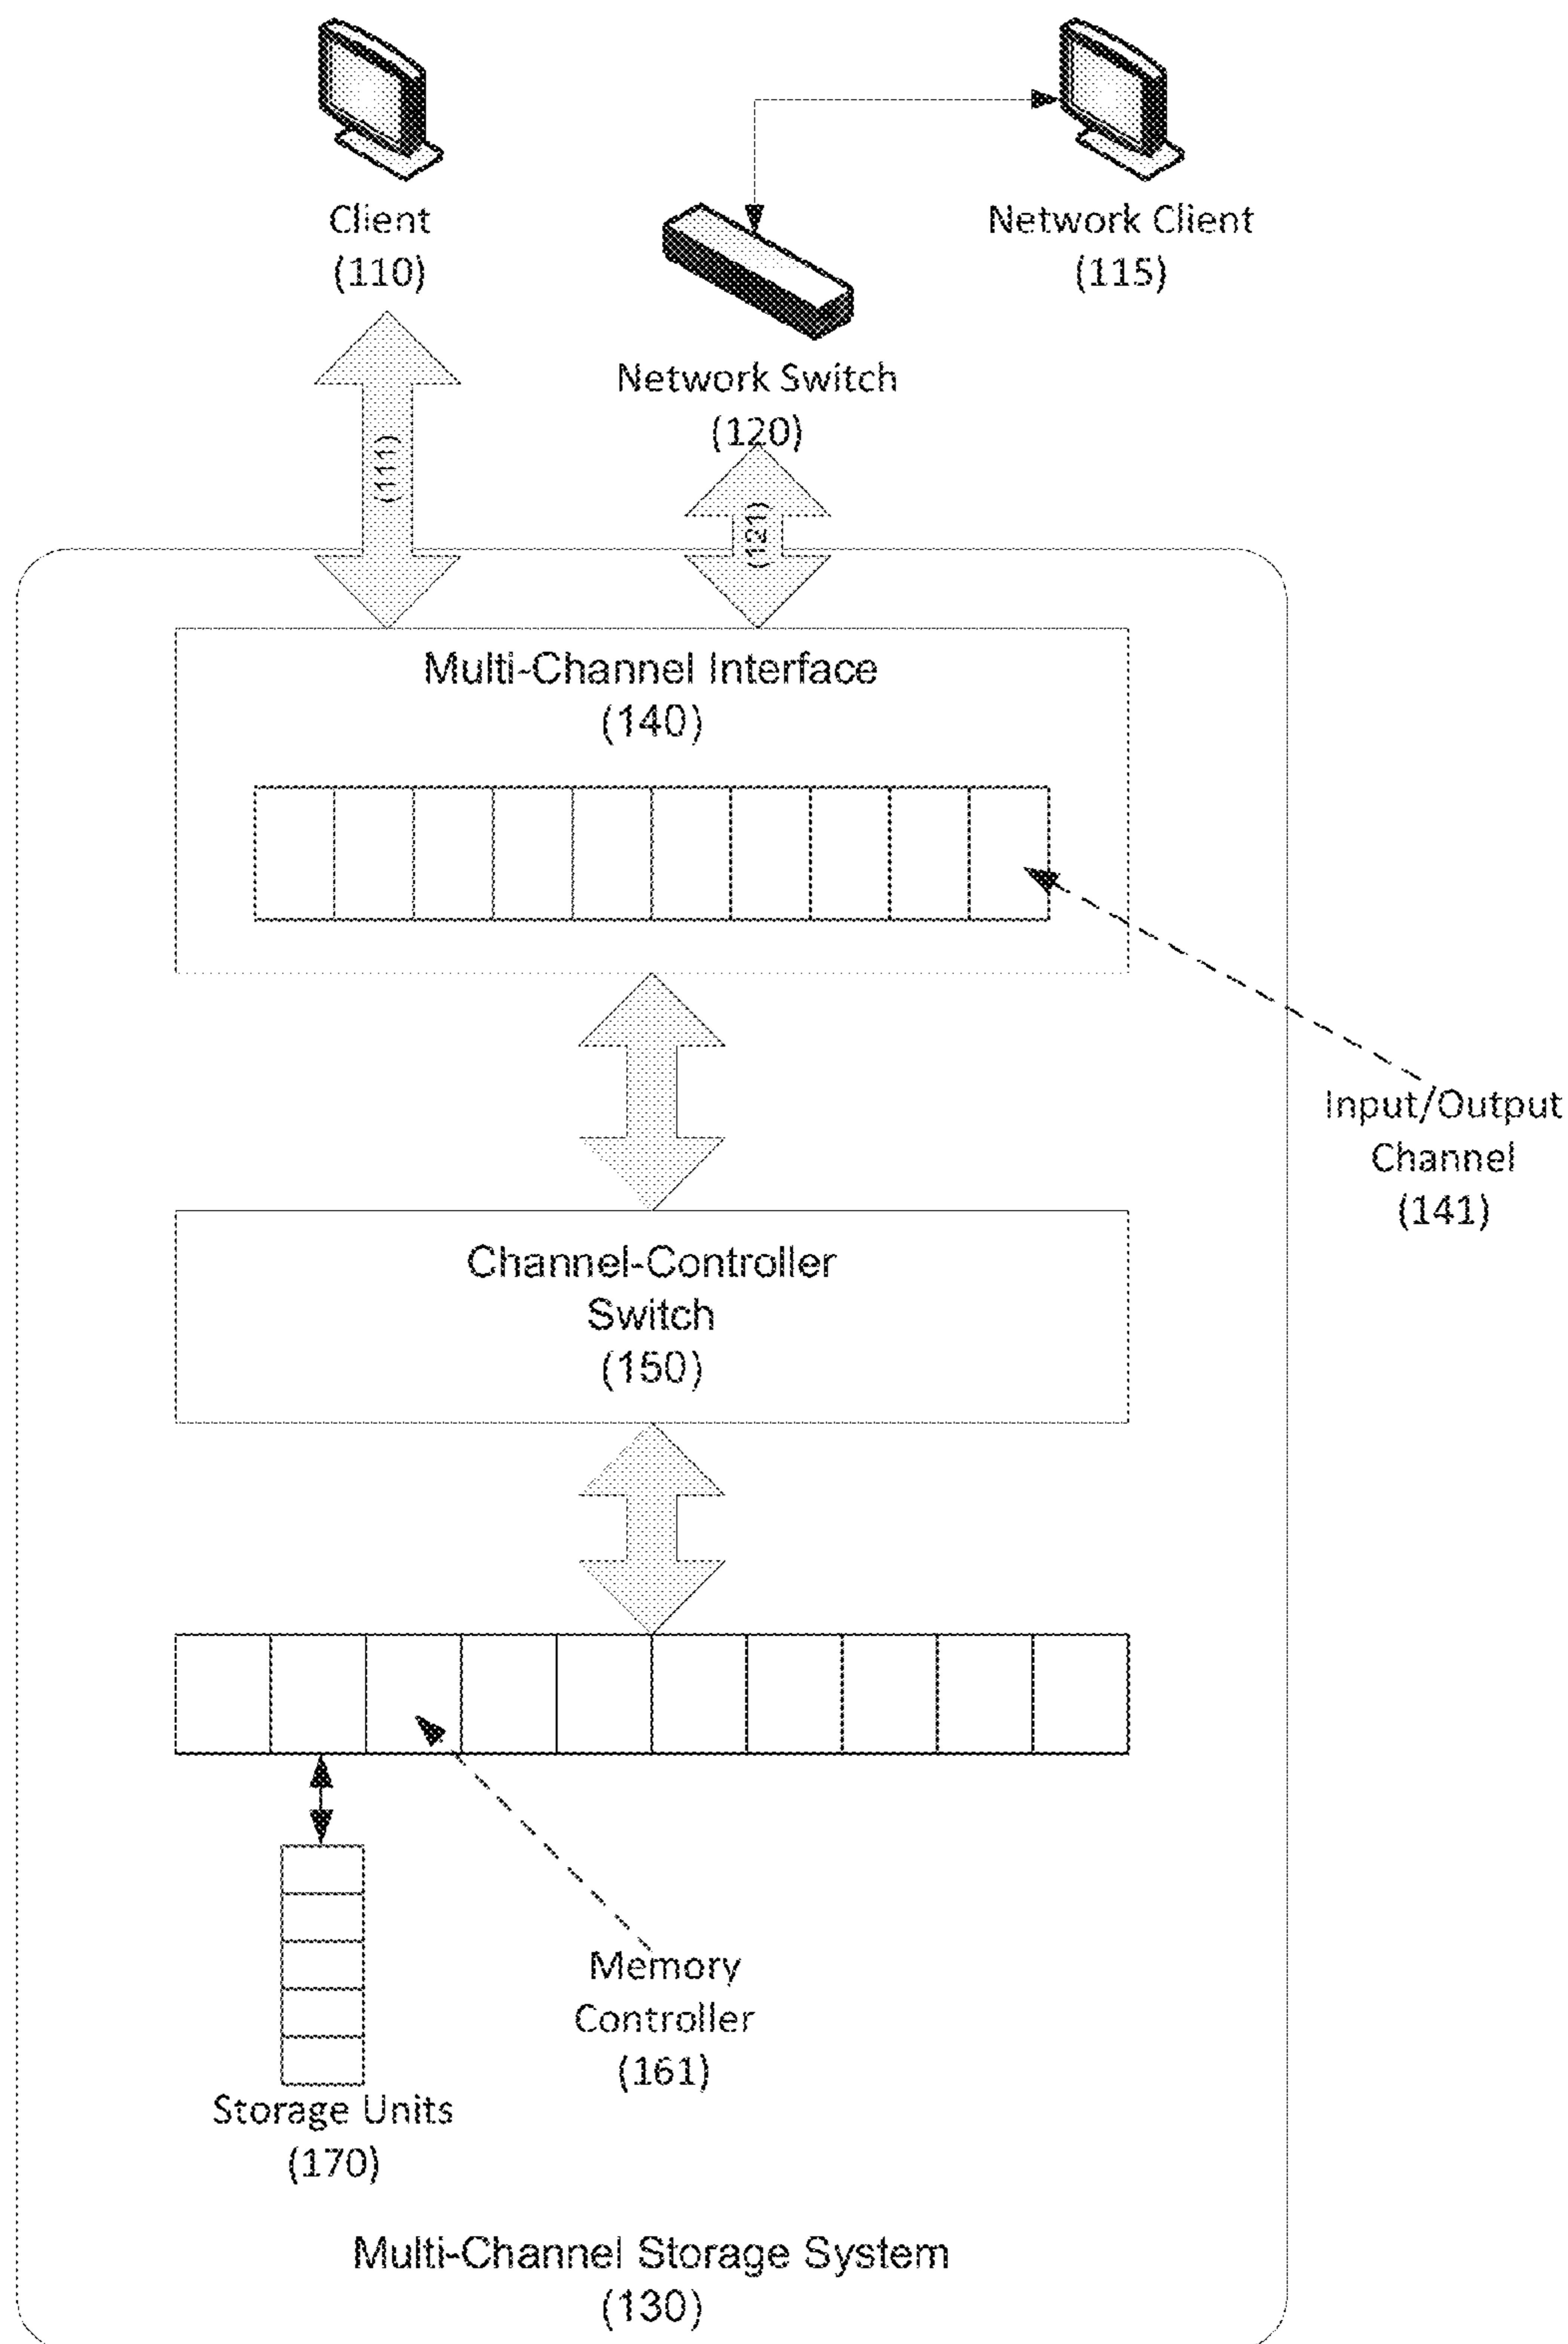 Client
(110)
Network Client
(115)
Network Switch
(120)
(111)
(121)
Multi-Channel Interface
(140)
Input/Output
Channel
(141)
Channel-Controller
Switch
(150)
Memory
Controller
(161)
Storage Units
(170)
Multi-Channel Storage System
(130)